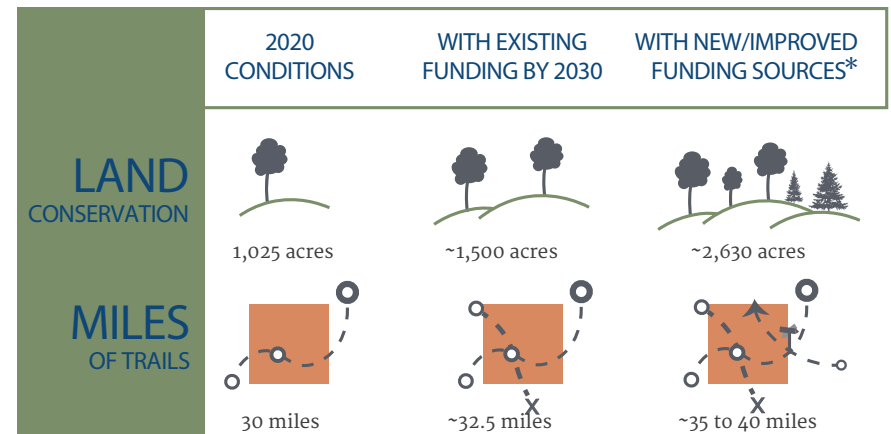 2020
CONDITIONS
WITH EXISTING
FUNDING BY 2030
WITH NEW/IMPROVED
FUNDING SOURCES*
LAND
CONSERVATION
1,025 acres
~1,500 acres
~2,630 acres
MILES
OF TRAILS
30 miles
~32.5 miles
~35 to 40 miles